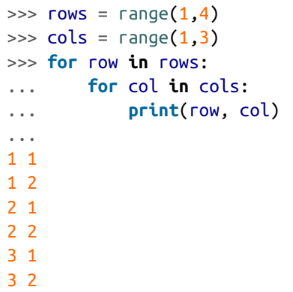 >>> rows = range(1,4)
>>> cols = range(1,3)
>>> for row in rows:
...     for col in cols:
...         print(row, col)
...
1 1
1 2
2 1
2 2
3 1
3 2